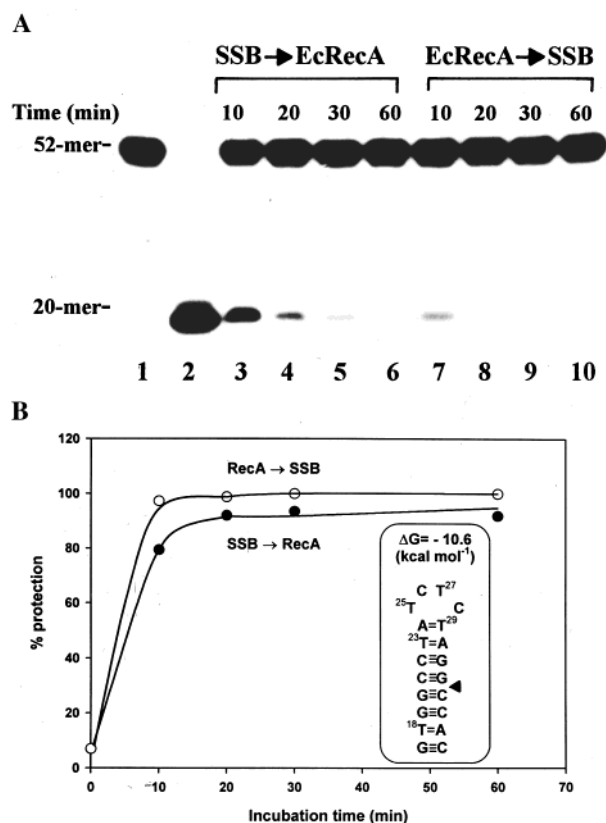 A
SSB→EcRecA EcRecA→SSB
Time (min) 10 20 30 60 10 20 30 60
52-mer-
20-mer-
1 2 3 4 5 6 7 8 9 10
B
120
100
80
60
40
20
0
% protection
RecA → SSB
SSB → RecA
ΔG= - 10.6
(kcal mol⁻¹)
C T²⁷
²⁵T C
A=T²⁹
²³T=A
C≡G
C≡G
G≡C
G≡C
¹⁸T=A
G≡C
0 10 20 30 40 50 60 70
Incubation time (min)